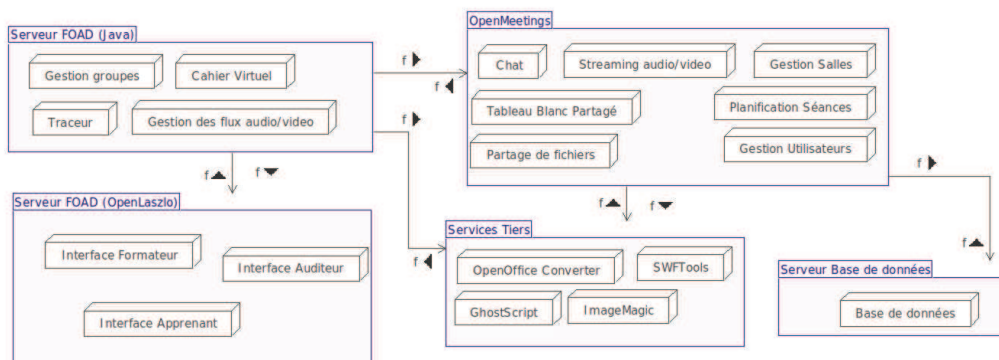 OpenMeetings
Serveur FOAD (Java)
Gestion groupes
Cahier Virtuel
Traceur
Gestion des flux audio/video
f
f
f
Chat
Streaming audio/video
Gestion Salles
Tableau Blanc Partagé
Planification Séances
Partage de fichiers
Gestion Utilisateurs
f
f
f
Serveur FOAD (OpenLaszlo)
Interface Formateur
Interface Auditeur
Interface Apprenant
f
f
f
Services Tiers
OpenOffice Converter
SWFTools
GhostScript
ImageMagic
f
Serveur Base de données
Base de données